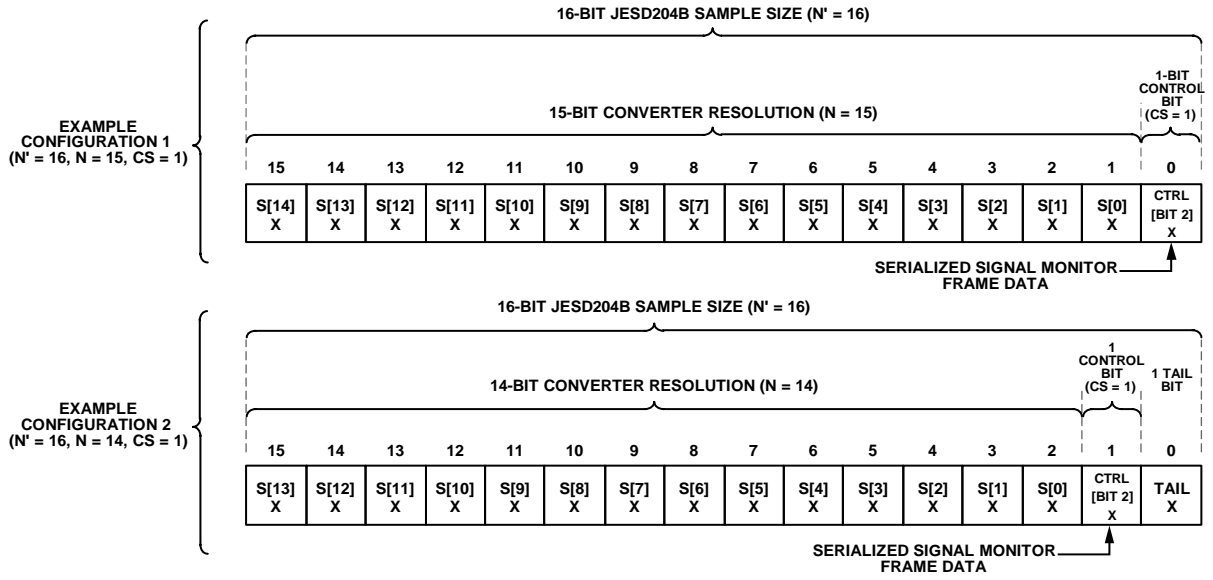 16-BIT JESD204B SAMPLE SIZE (N' = 16)
1-BIT
CONTROL
BIT
(CS = 1)
15-BIT CONVERTER RESOLUTION (N = 15)
EXAMPLE
CONFIGURATION 1
(N' = 16, N = 15, CS = 1)
15 14 13 12 11 10 9 8 7 6 5 4 3 2 1 0
S[14] S[13] S[12] S[11] S[10] S[9] S[8] S[7] S[6] S[5] S[4] S[3] S[2] S[1] S[0] CTRL
[BIT 2]
X X X X X X X X X X X X X X X X
SERIALIZED SIGNAL MONITOR
FRAME DATA
16-BIT JESD204B SAMPLE SIZE (N' = 16)
1
CONTROL
BIT
(CS = 1)
1 TAIL
BIT
14-BIT CONVERTER RESOLUTION (N = 14)
EXAMPLE
CONFIGURATION 2
(N' = 16, N = 14, CS = 1)
15 14 13 12 11 10 9 8 7 6 5 4 3 2 1 0
S[13] S[12] S[11] S[10] S[9] S[8] S[7] S[6] S[5] S[4] S[3] S[2] S[1] S[0] CTRL TAIL
[BIT 2]
X X X X X X X X X X X X X X X X
SERIALIZED SIGNAL MONITOR
FRAME DATA